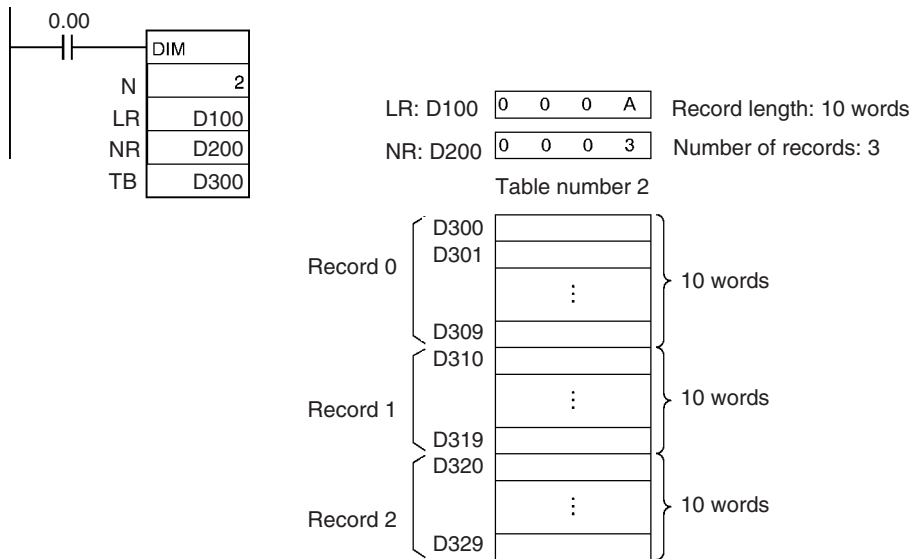 0.00
DIM
N 2
LR D100
NR D200
TB D300
LR: D100 0 0 0 A Record length: 10 words
NR: D200 0 0 0 3 Number of records: 3
Table number 2
D300
D301
Record 0
10 words
D309
D310
Record 1
10 words
D319
D320
Record 2
10 words
D329